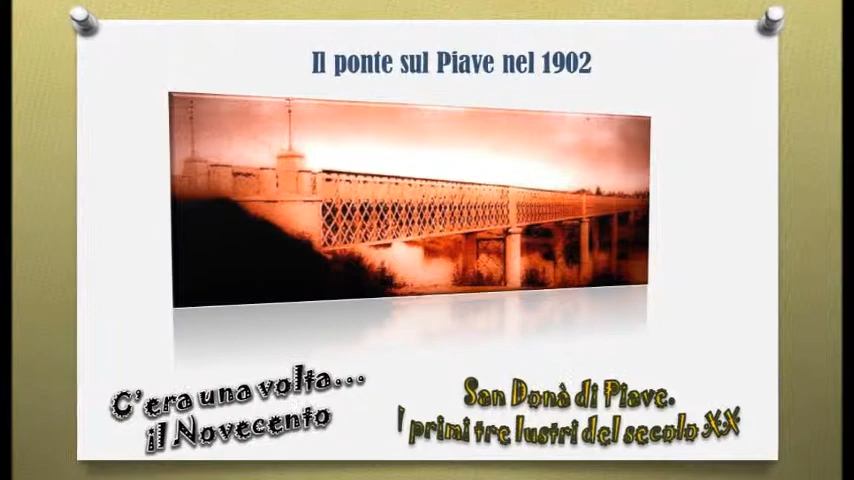 Il ponte sul Piave nel 1902
C'era una volta...
il Novecento
San Donà di Piave.
I primi tre lustri del secolo XX